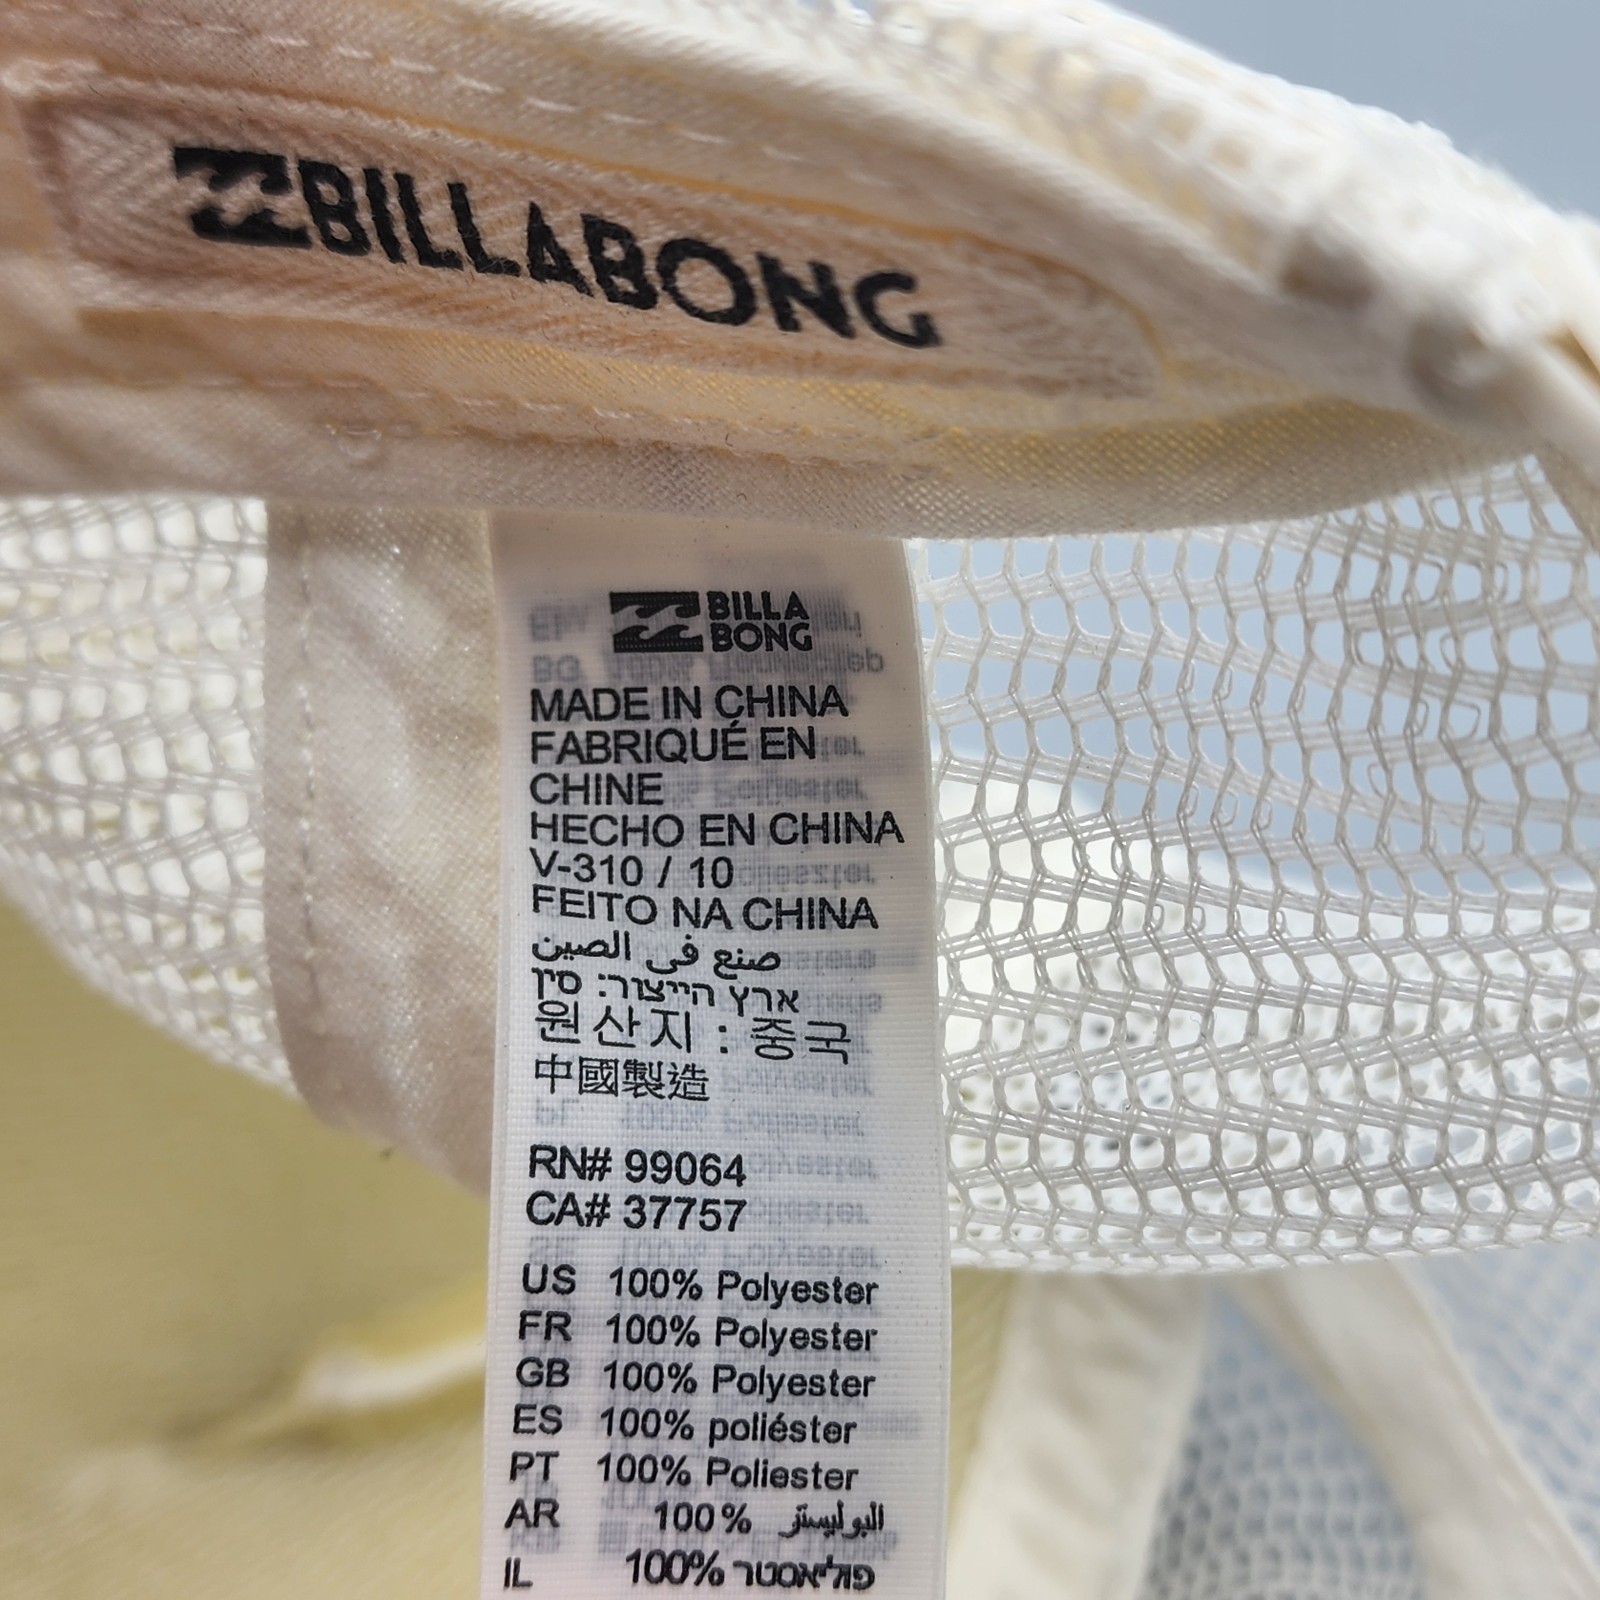 BILLABONG
BILLA
BONG
MADE IN CHINA
FABRIQUÉ EN
CHINE
HECHO EN CHINA
V-310 / 10
FEITO NA CHINA
صنع في الصين
ארץ הייצור: סין
원산지 : 중국
中國製造
RN# 99064
CA# 37757
US 100% Polyester
FR 100% Polyester
GB 100% Polyester
ES 100% poliéster
PT 100% Poliester
AR 100% البوليستر
IL 100% פוליאסטר